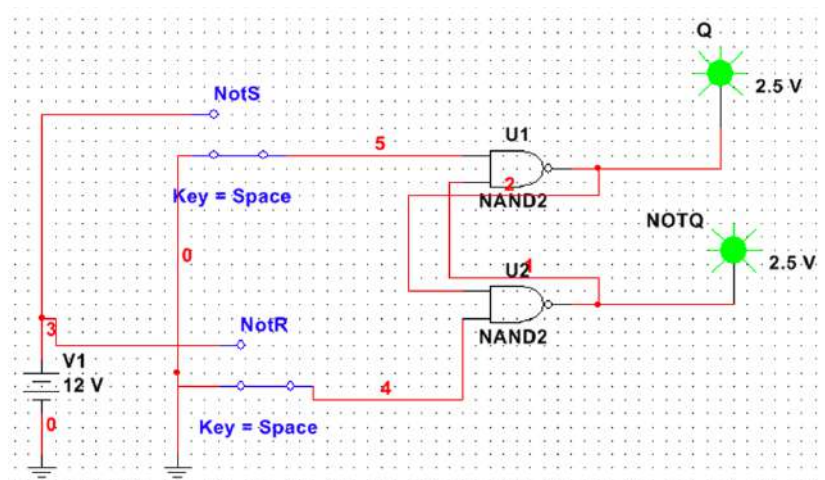 Q
2.5 V
NotS
U1
5
2
Key = Space
NAND2
NOTQ
0
1
U2
2.5 V
3
NotR
NAND2
V1
12 V
4
0
Key = Space